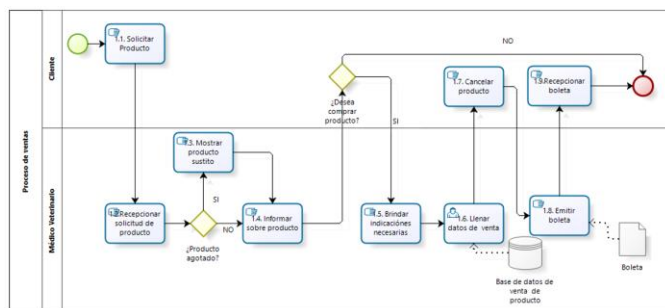 Proceso de ventas
Cliente
Médico Veterinario
1.1. Solicitar
Producto
1.2 Recepcionar
solicitud de
producto
¿Producto
agotado?
SI
NO
1.3. Mostrar
producto
sustito
1.4. Informar
sobre producto
¿Desea
comprar
producto?
NO
SI
1.5. Brindar
indicaciónes
necesarias
1.6. Llenar
datos de venta
Base de datos de
venta de
producto
1.7. Cancelar
producto
1.8. Emitir
boleta
Boleta
1.9.Recepcionar
boleta